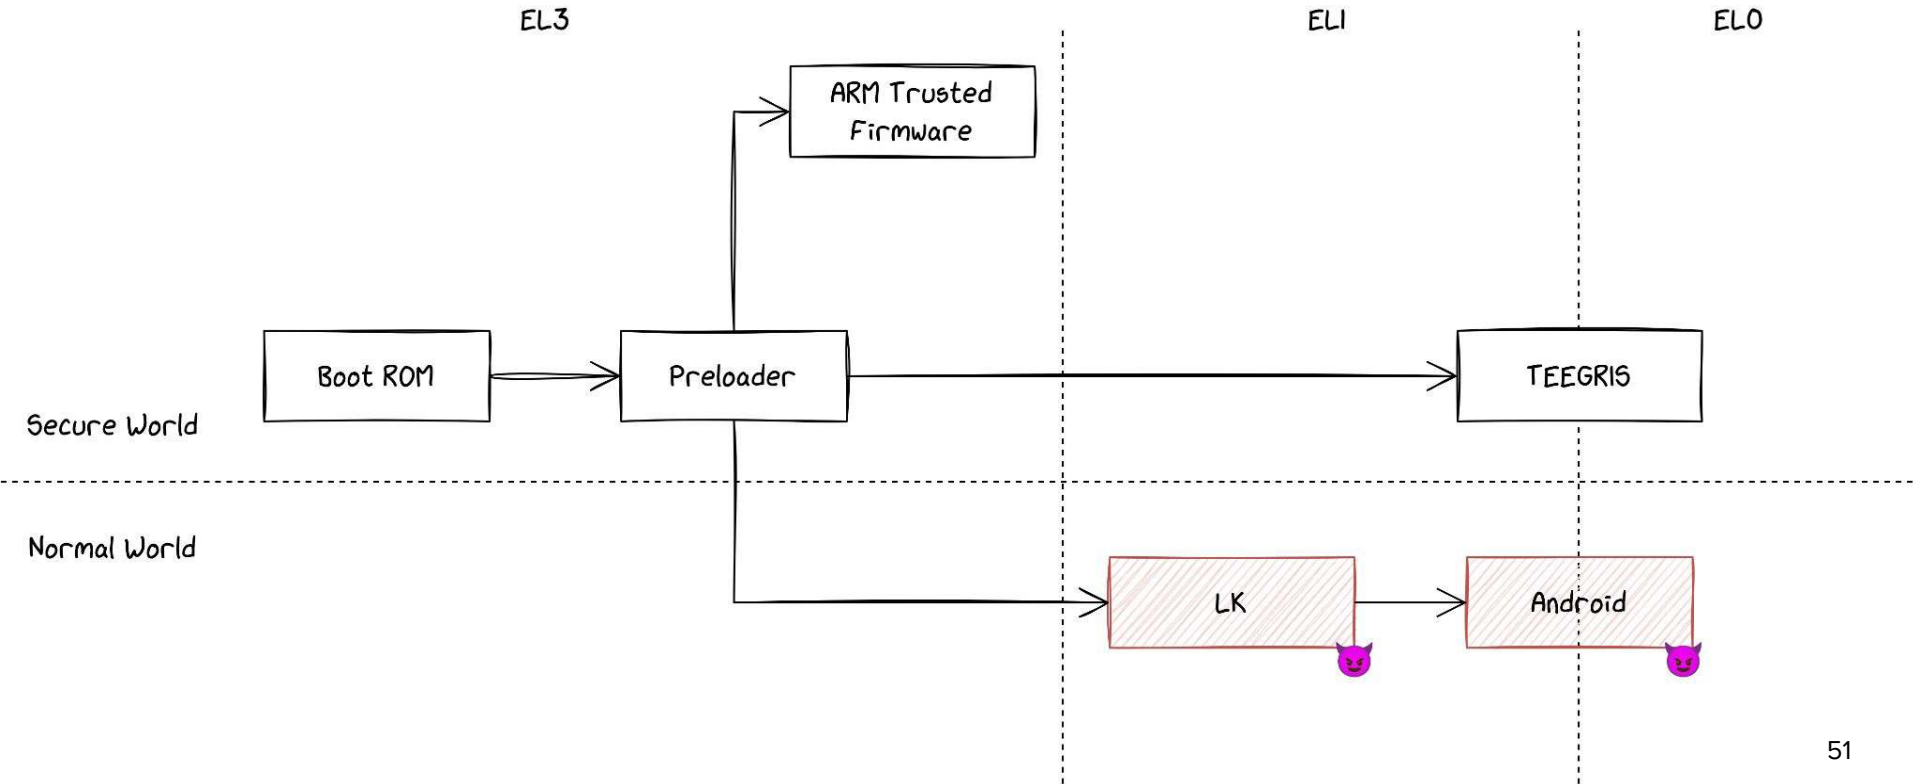 EL3
EL1
EL0
ARM Trusted
Firmware
Boot ROM
Preloader
TEEGRIS
Secure World
Normal World
LK
Android
51